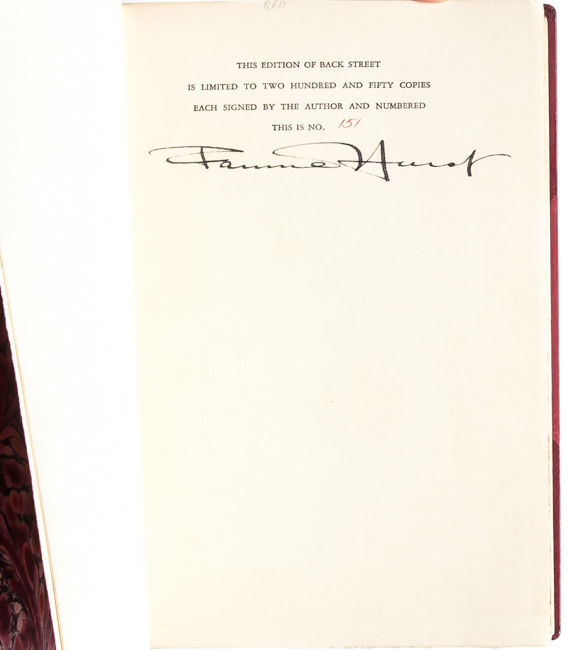 RED
THIS EDITION OF BACK STREET
IS LIMITED TO TWO HUNDRED AND FIFTY COPIES
EACH SIGNED BY THE AUTHOR AND NUMBERED
THIS IS NO. 151
Fannie Hurst